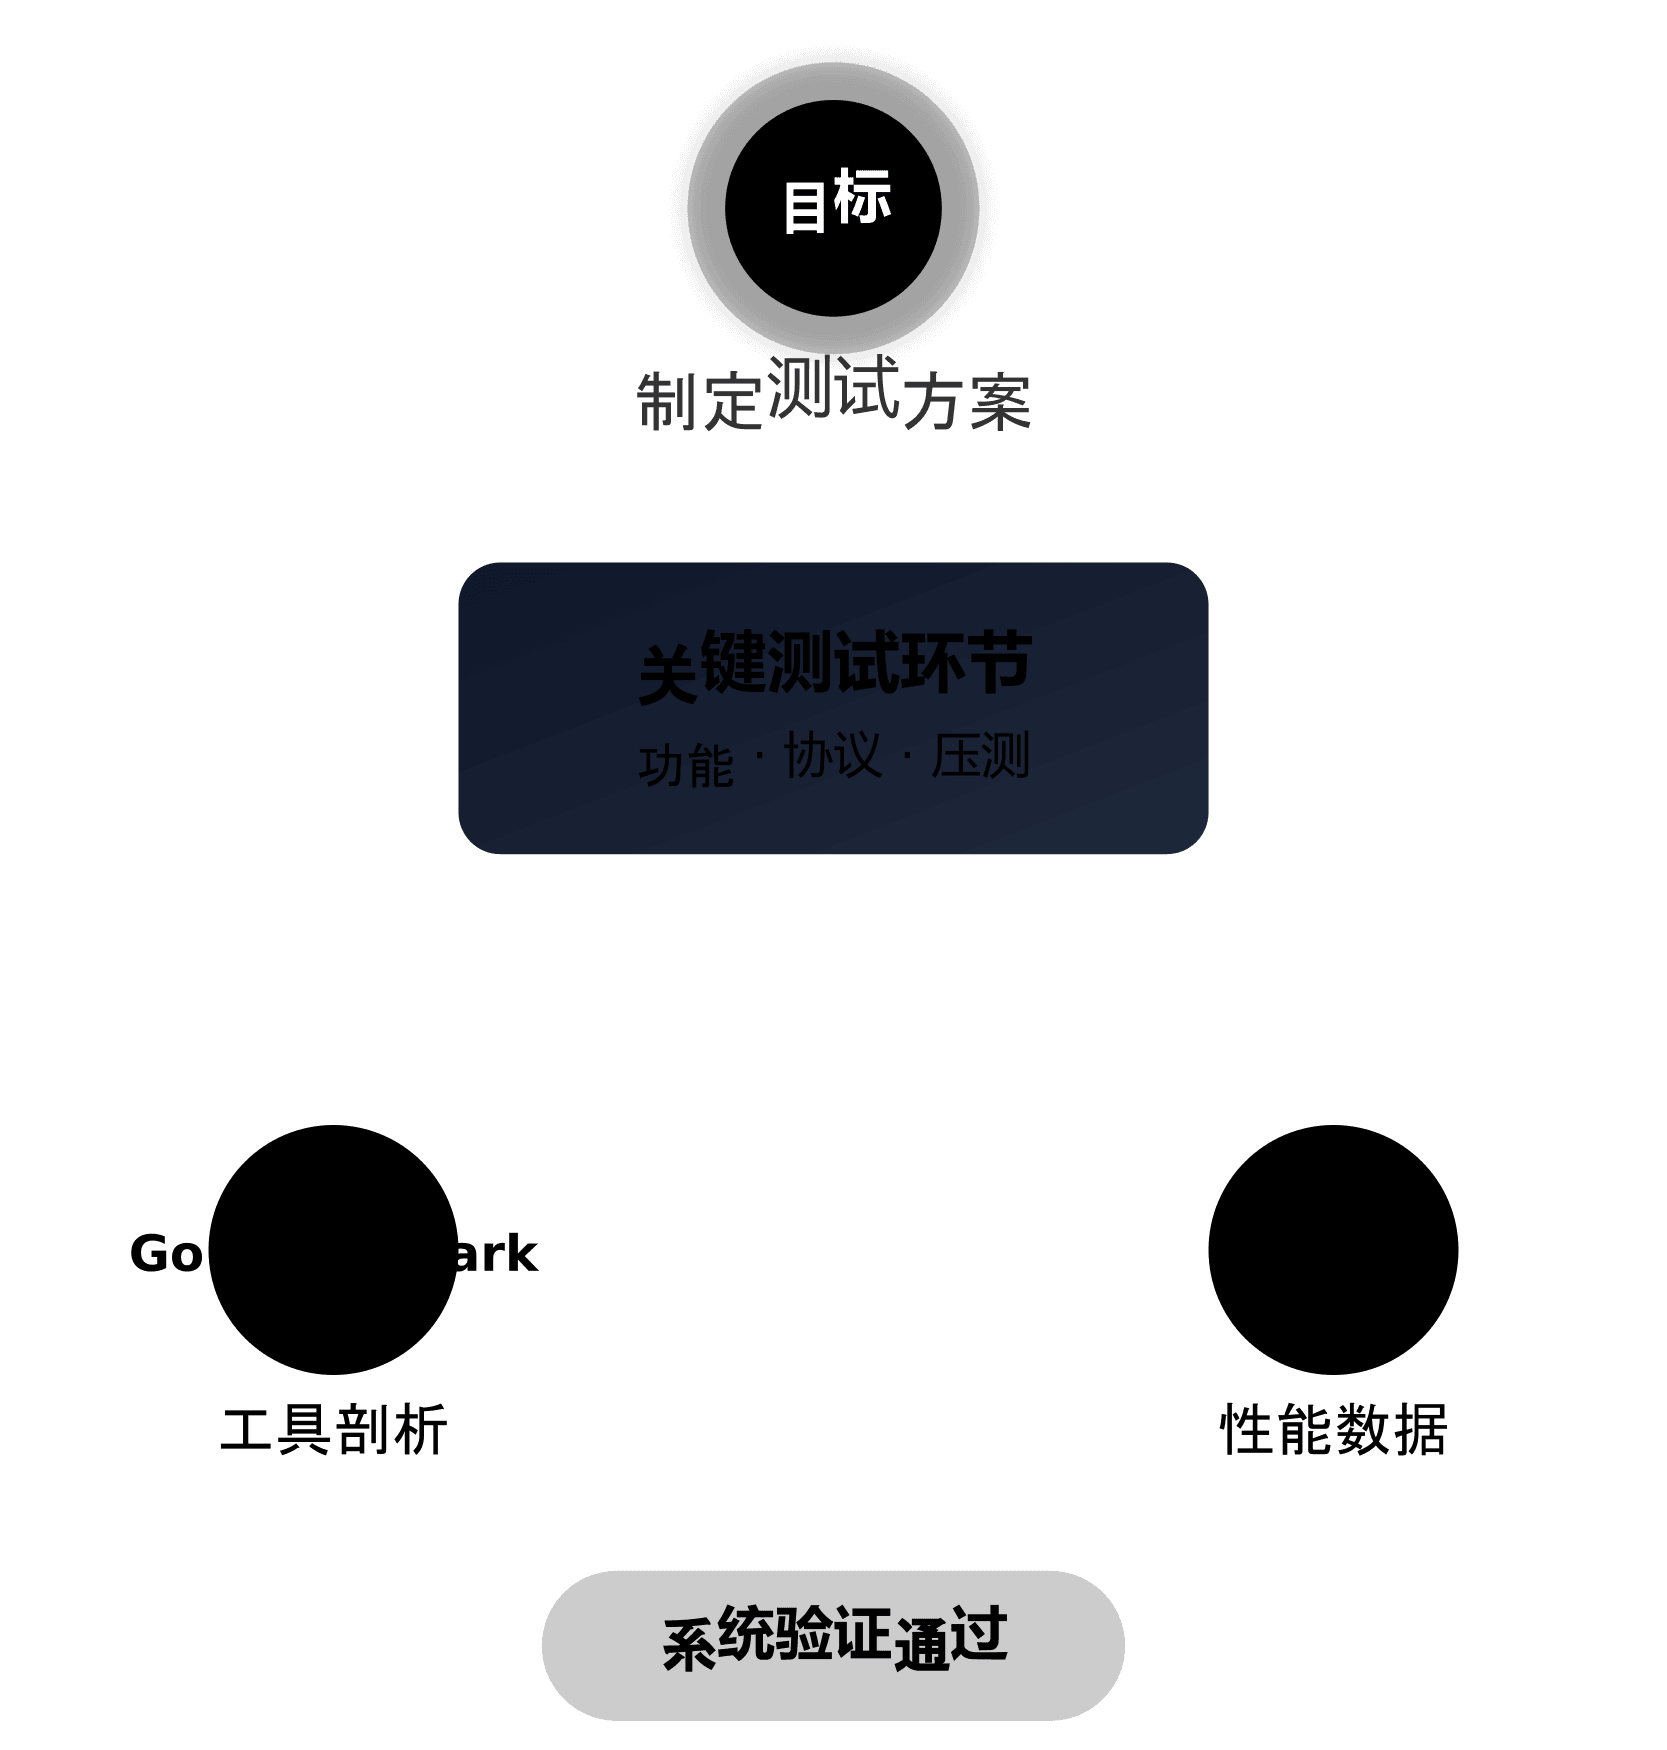 目标
制定测试方案
关键测试环节
功能 · 协议 · 压测
Go ark
工具剖析
性能数据
系统验证通过